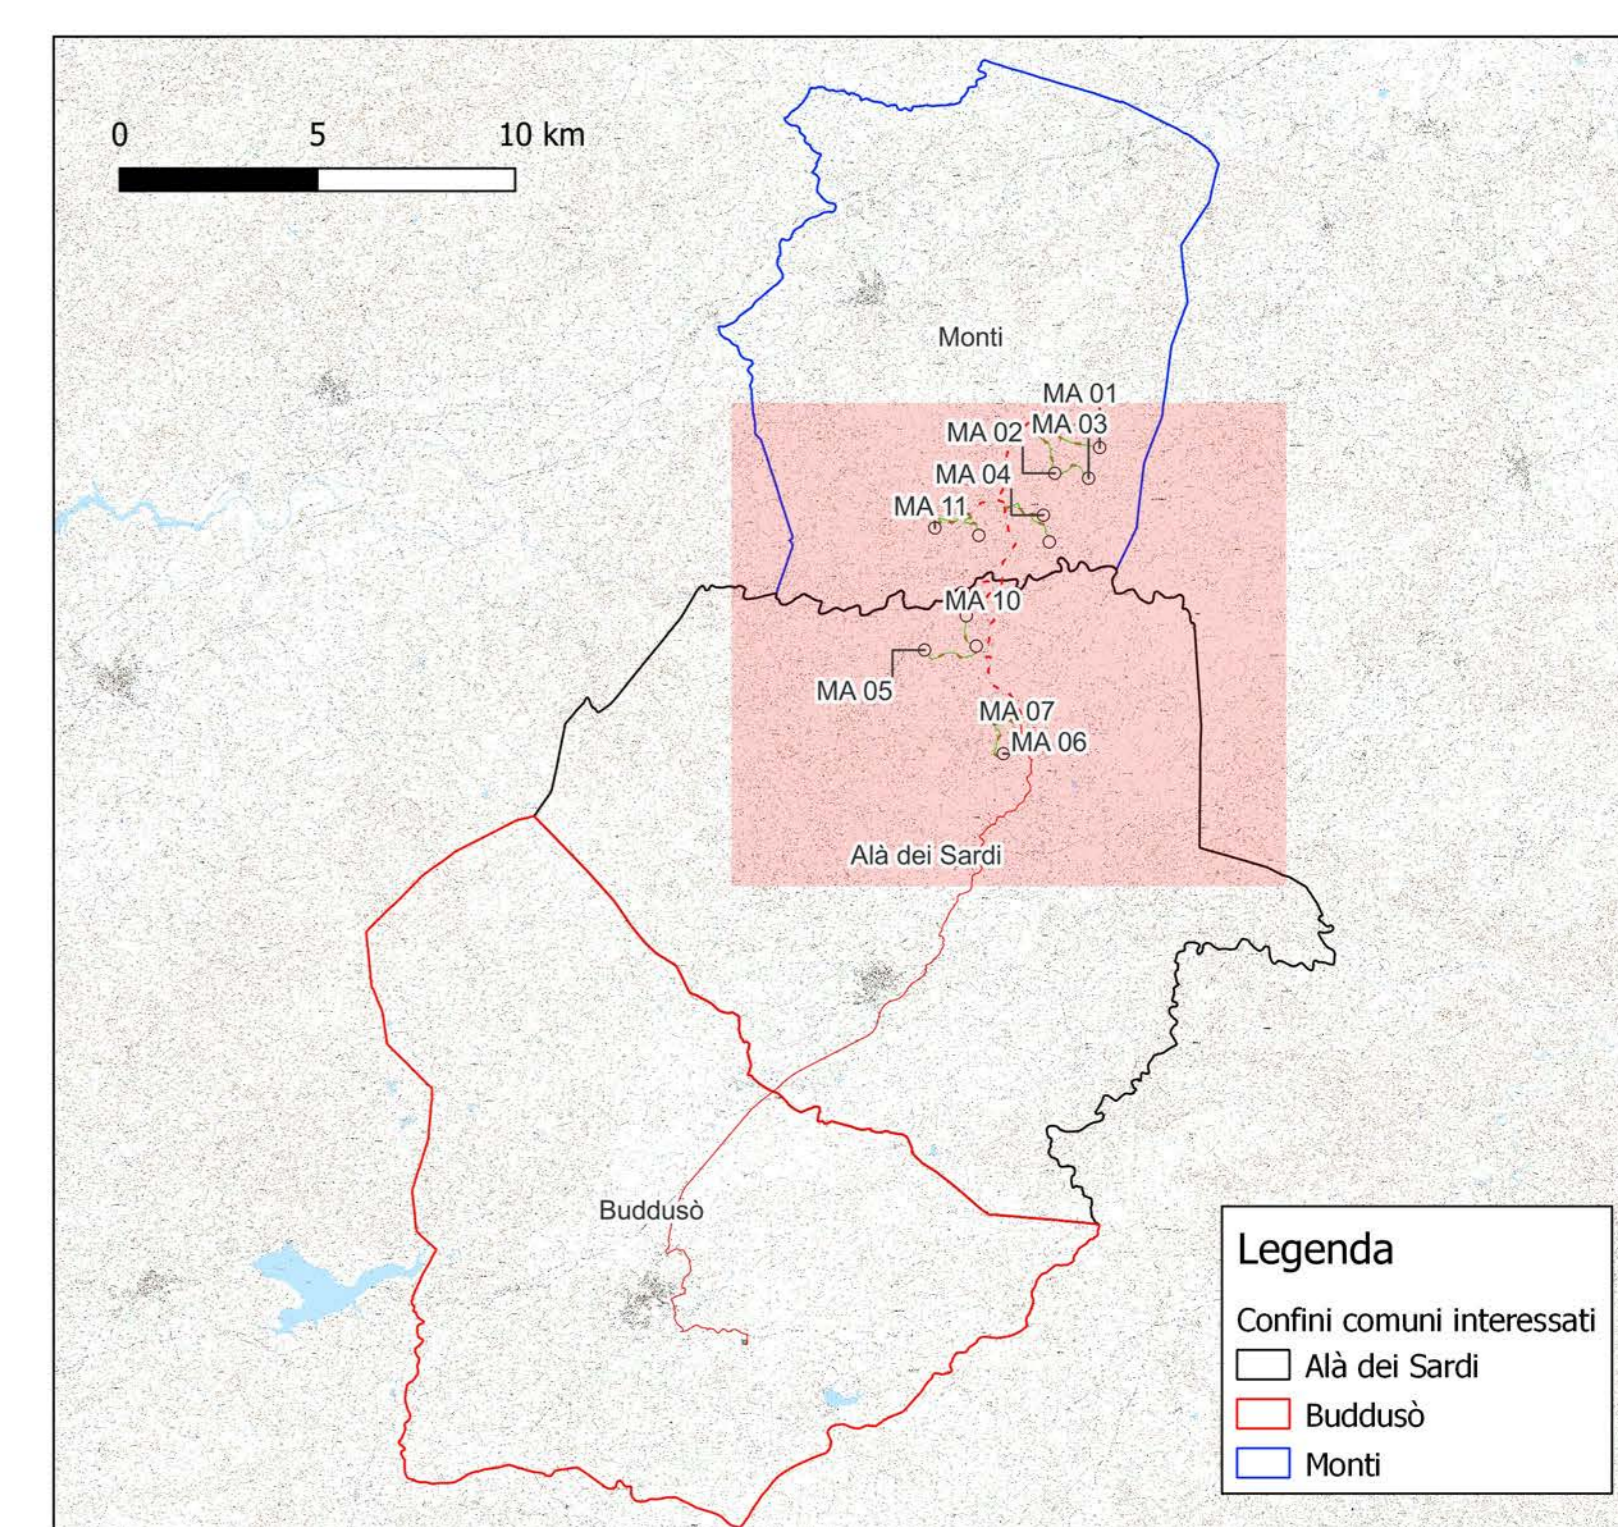 0 5 10 km
Monti
MA 01
MA 02 MA 03
MA 04
MA 11
MA 10
MA 05
MA 07
MA 06
Alà dei Sardi
Buddusò
Legenda
Confini comuni interessati
Alà dei Sardi
Buddusò
Monti